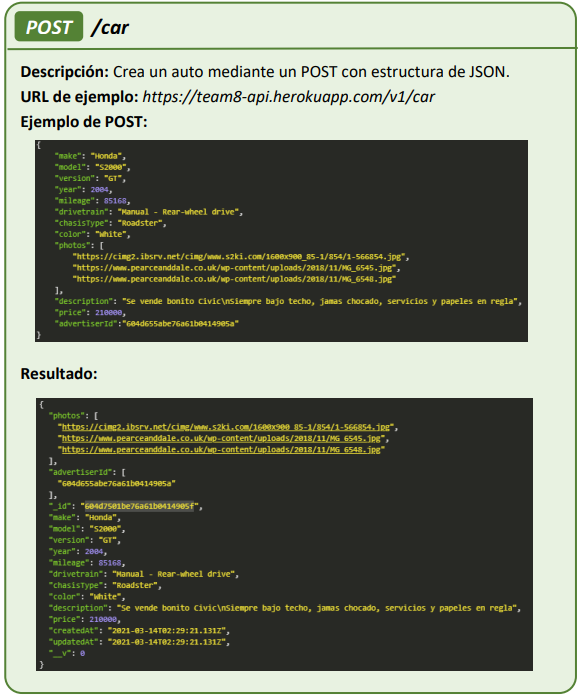 POST /car
Descripción: Crea un auto mediante un POST con estructura de JSON.
URL de ejemplo: https://team8-api.herokuapp.com/v1/car
Ejemplo de POST:
{
"make": "Honda",
"model": "S2000",
"version": "GT",
"year": 2004,
"mileage": 85168,
"drivetrain": "Manual - Rear-wheel drive",
"chasisType": "Roadster",
"color": "White",
"photos": [
"https://cimg2.ibsrv.net/cimg/www.s2ki.com/1600x900_85-1/854/1-566854.jpg",
"https://www.pearceanddale.co.uk/wp-content/uploads/2018/11/MG_6545.jpg",
"https://www.pearceanddale.co.uk/wp-content/uploads/2018/11/MG_6548.jpg"
],
"description": "Se vende bonito Civic\nSiempre bajo techo, jamas chocado, servicios y papeles en regla",
"price": 210000,
"advertiserId":"604d655abe76a61b0414905a"
}
Resultado:
{
"photos": [
"https://cimg2.ibsrv.net/cimg/www.s2ki.com/1600x900_85-1/854/1-566854.jpg",
"https://www.pearceanddale.co.uk/wp-content/uploads/2018/11/MG_6545.jpg",
"https://www.pearceanddale.co.uk/wp-content/uploads/2018/11/MG_6548.jpg"
],
"advertiserId": [
"604d655abe76a61b0414905a"
],
"_id": "604d7501be76a61b0414905f",
"make": "Honda",
"model": "S2000",
"version": "GT",
"year": 2004,
"mileage": 85168,
"drivetrain": "Manual - Rear-wheel drive",
"chasisType": "Roadster",
"color": "White",
"description": "Se vende bonito Civic\nSiempre bajo techo, jamas chocado, servicios y papeles en regla",
"price": 210000,
"createdAt": "2021-03-14T02:29:21.131Z",
"updatedAt": "2021-03-14T02:29:21.131Z",
"__v": 0
}